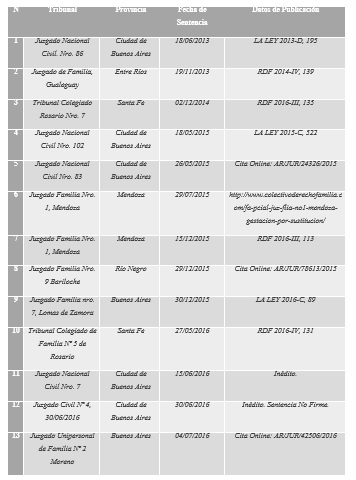 N Tribunal Provincia Fecha de Datos de Publicación
Sentencia
1 Juzgado Nacional Ciudad de 18/06/2013 LA LEY 2013-D, 195
Civil. Nro. 86 Buenos Aires
2 Juzgado de Familia, Entre Ríos 19/11/2013 RDF 2014-IV, 139
Gualeguay
3 Tribunal Colegiado Santa Fe 02/12/2014 RDF 2016-III, 135
Rosario Nro. 7
4 Juzgado Nacional Ciudad de 18/05/2015 LA LEY 2015-C, 522
Civil Nro. 102 Buenos Aires
5 Juzgado Nacional Ciudad de 26/05/2015 Cita Online: AR/JUR/24326/2015
Civil Nro. 83 Buenos Aires
6 Juzgado Familia Nro. Mendoza 29/07/2015 http://www.colectivoderechofamilia.c
1, Mendoza om/fa-pcial-juz-flia-no1-mendoza-
gestacion-por-sustitucion/
7 Juzgado Familia Nro. Mendoza 15/12/2015 RDF 2016-III, 113
1, Mendoza
8 Juzgado Familia Nro. Río Negro 29/12/2015 Cita Online: AR/JUR/78613/2015
9 Bariloche
9 Juzgado Familia nro. Buenos Aires 30/12/2015 LA LEY 2016-C, 89
7, Lomas de Zamora
10 Tribunal Colegiado de Santa Fe 27/05/2016 RDF 2016-IV, 131
Familia N° 5 de
Rosario
11 Juzgado Nacional Ciudad de 15/06/2016 Inédito.
Civil Nro. 7 Buenos Aires
12 Juzgado Civil N° 4, Ciudad de 30/06/2016 Inédito. Sentencia No Firme.
30/06/2016 Buenos Aires
13 Juzgado Unipersonal Buenos Aires 04/07/2016 Cita Online: AR/JUR/42506/2016
de Familia N° 2
Moreno